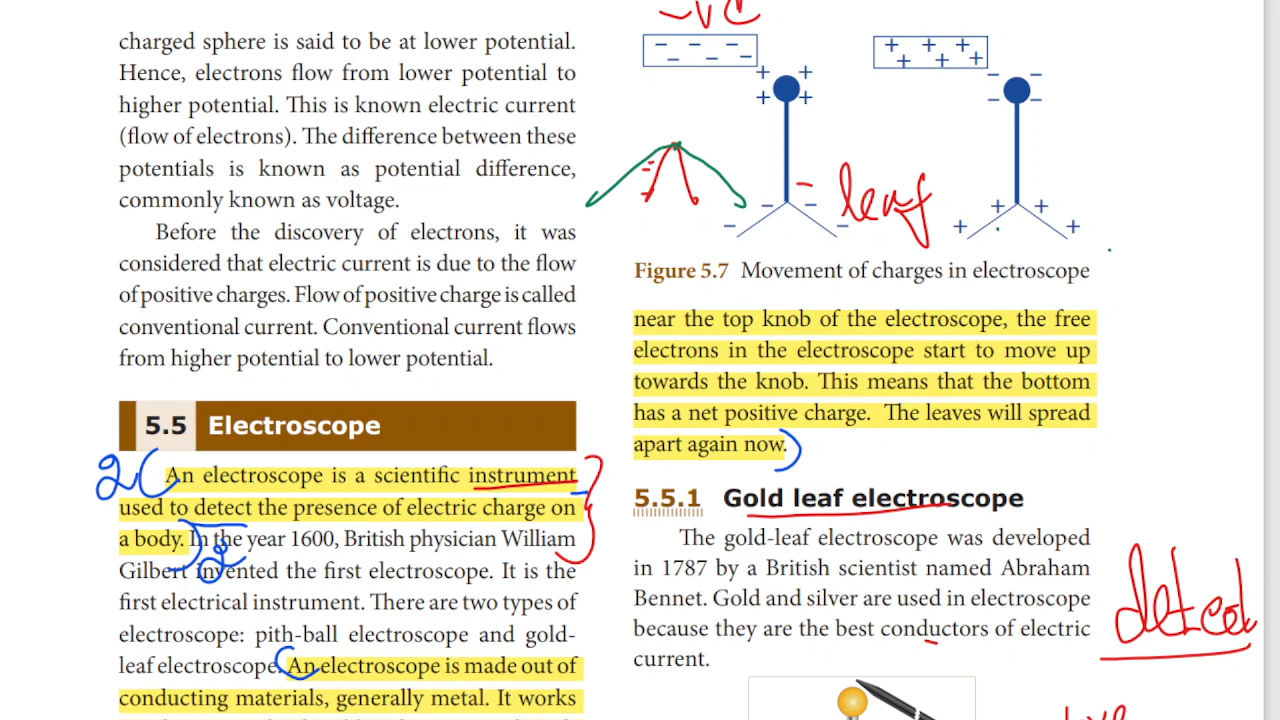 charged sphere is said to be at lower potential.
Hence, electrons flow from lower potential to
higher potential. This is known electric current
(flow of electrons). The difference between these
potentials is known as potential difference,
commonly known as voltage.
Before the discovery of electrons, it was
considered that electric current is due to the flow
of positive charges. Flow of positive charge is called
conventional current. Conventional current flows
from higher potential to lower potential.
5.5 Electroscope
2
An electroscope is a scientific instrument
used to detect the presence of electric charge on
a body. In the year 1600, British physician William
Gilbert invented the first electroscope. It is the
first electrical instrument. There are two types of
electroscope: pith-ball electroscope and gold-
leaf electroscope. An electroscope is made out of
conducting materials, generally metal. It works
-ve
leaf
Figure 5.7 Movement of charges in electroscope
near the top knob of the electroscope, the free
electrons in the electroscope start to move up
towards the knob. This means that the bottom
has a net positive charge. The leaves will spread
apart again now.
5.5.1 Gold leaf electroscope
The gold-leaf electroscope was developed
in 1787 by a British scientist named Abraham
Bennet. Gold and silver are used in electroscope
because they are the best conductors of electric
current.